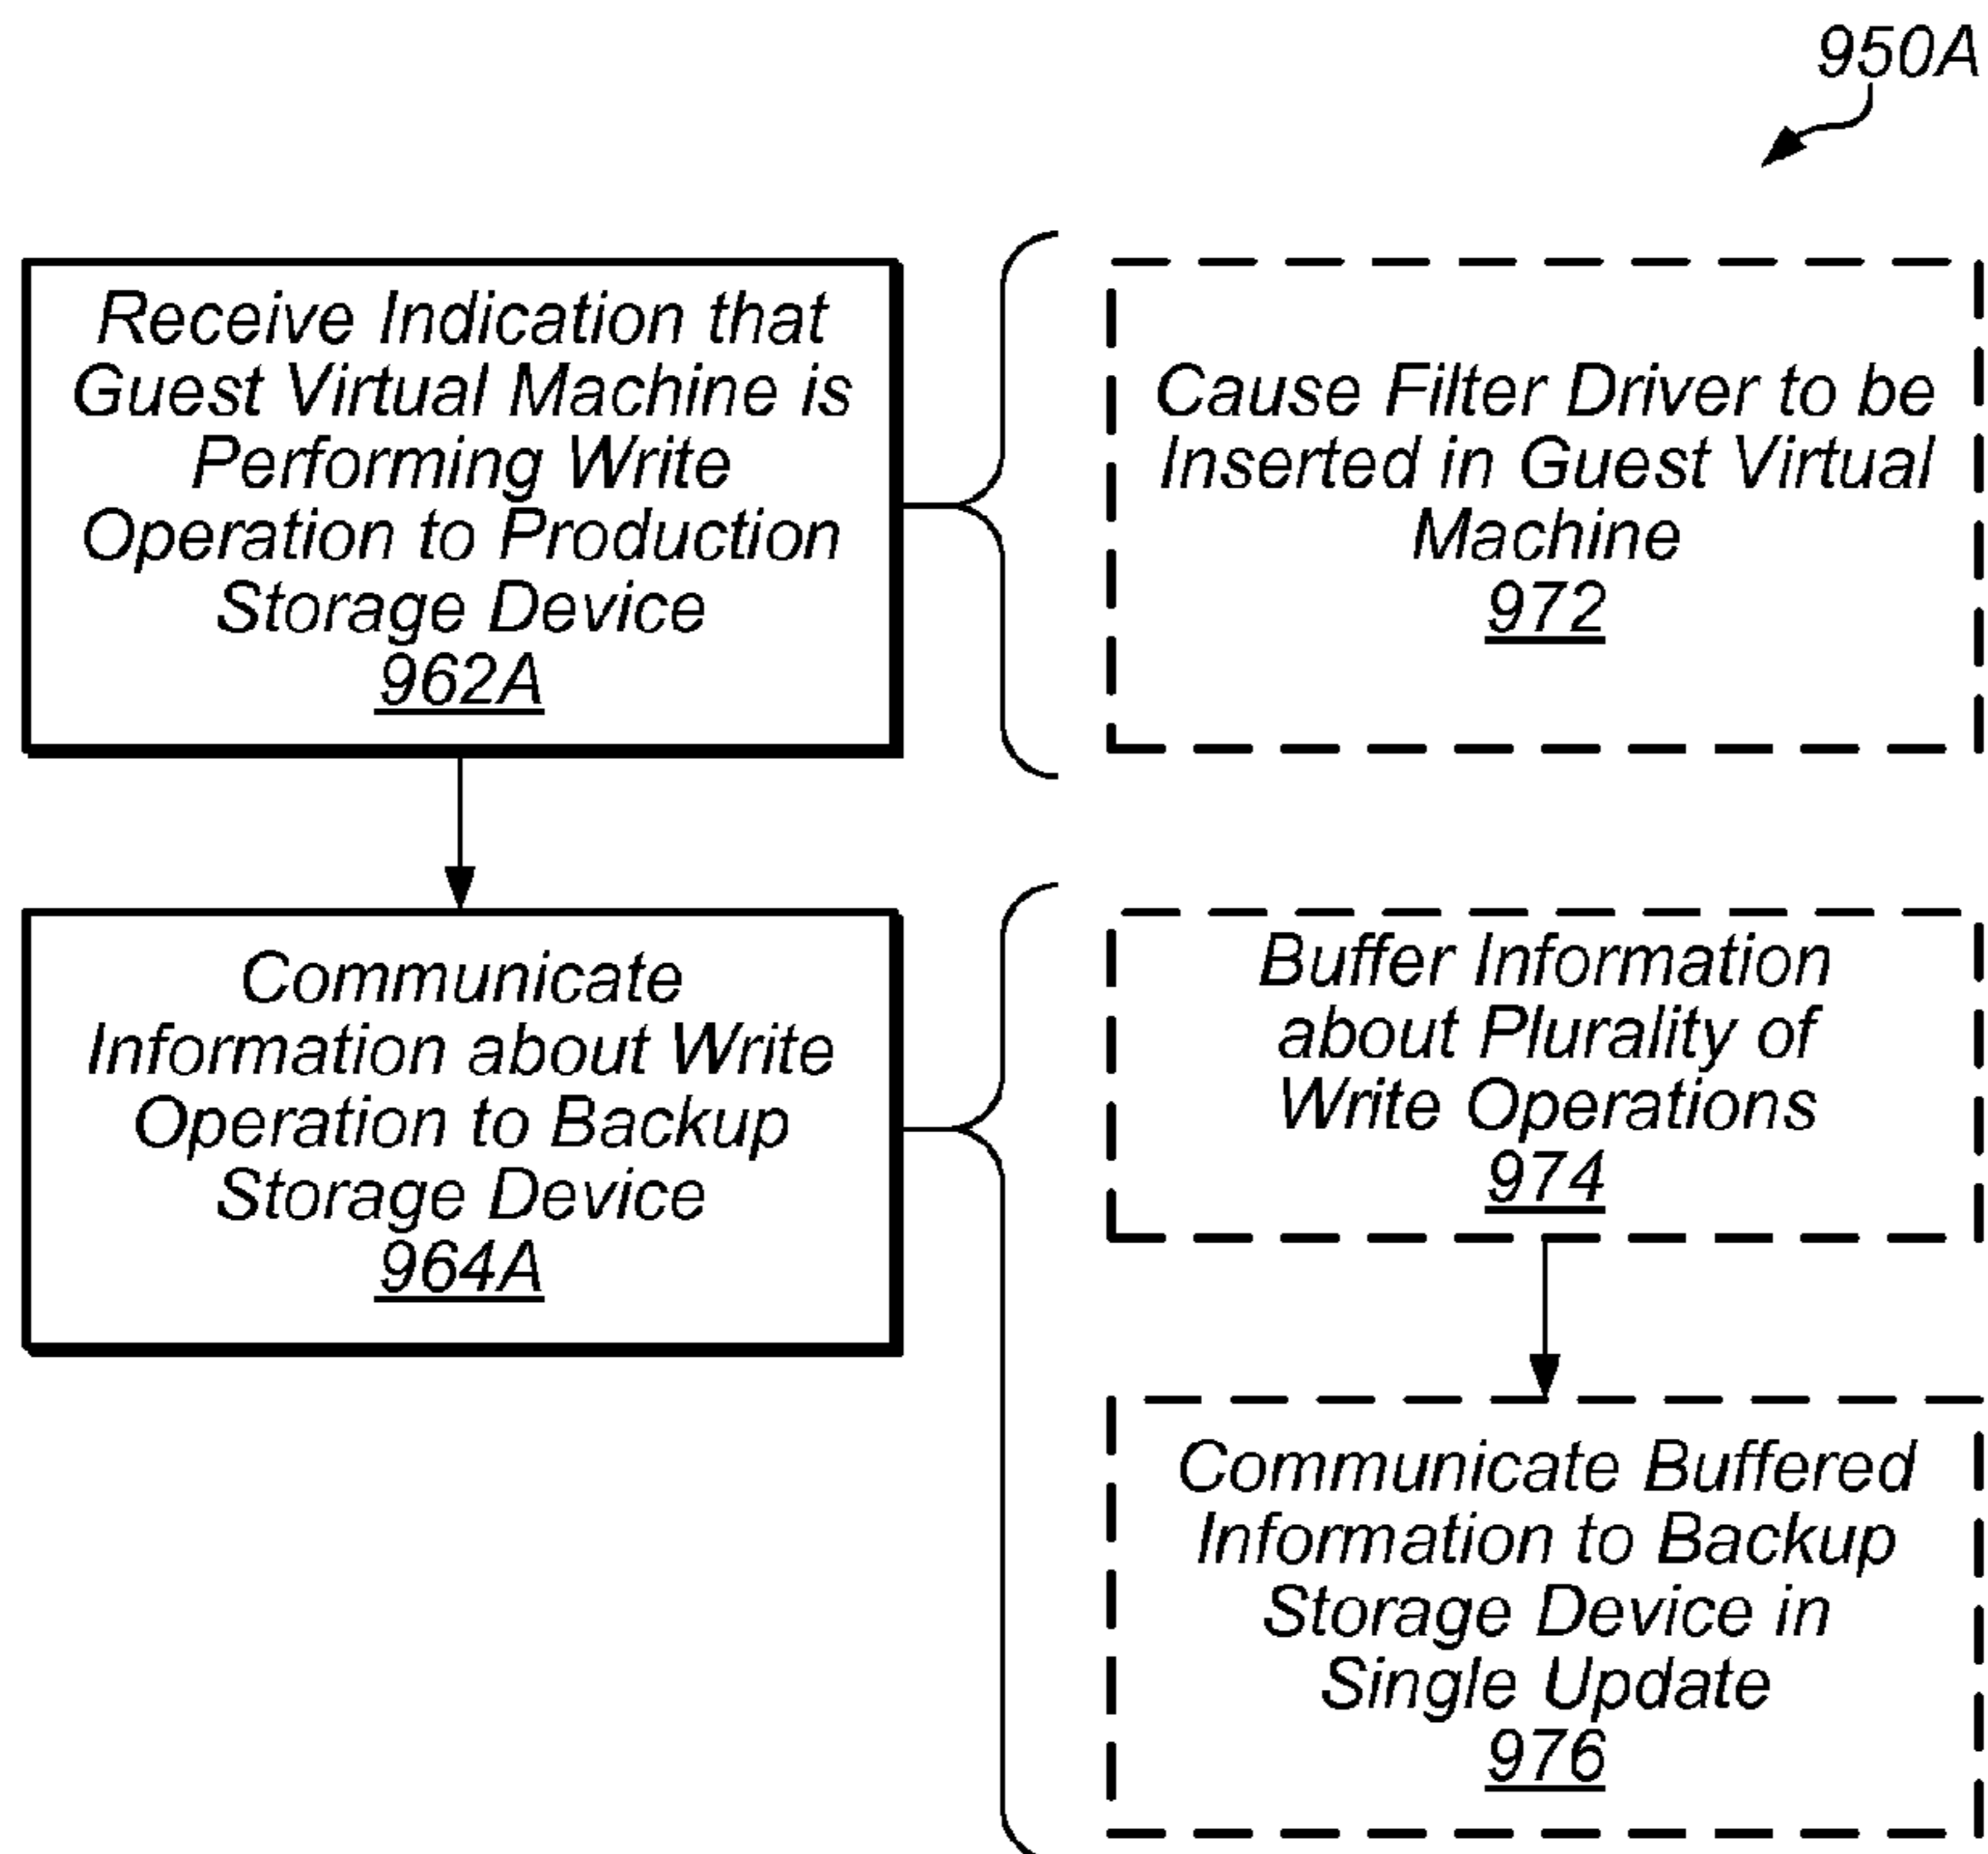 950A
Receive Indication that
Guest Virtual Machine is
Performing Write
Operation to Production
Storage Device
962A
Cause Filter Driver to be
Inserted in Guest Virtual
Machine
972
Communicate
Information about Write
Operation to Backup
Storage Device
964A
Buffer Information
about Plurality of
Write Operations
974
Communicate Buffered
Information to Backup
Storage Device in
Single Update
976